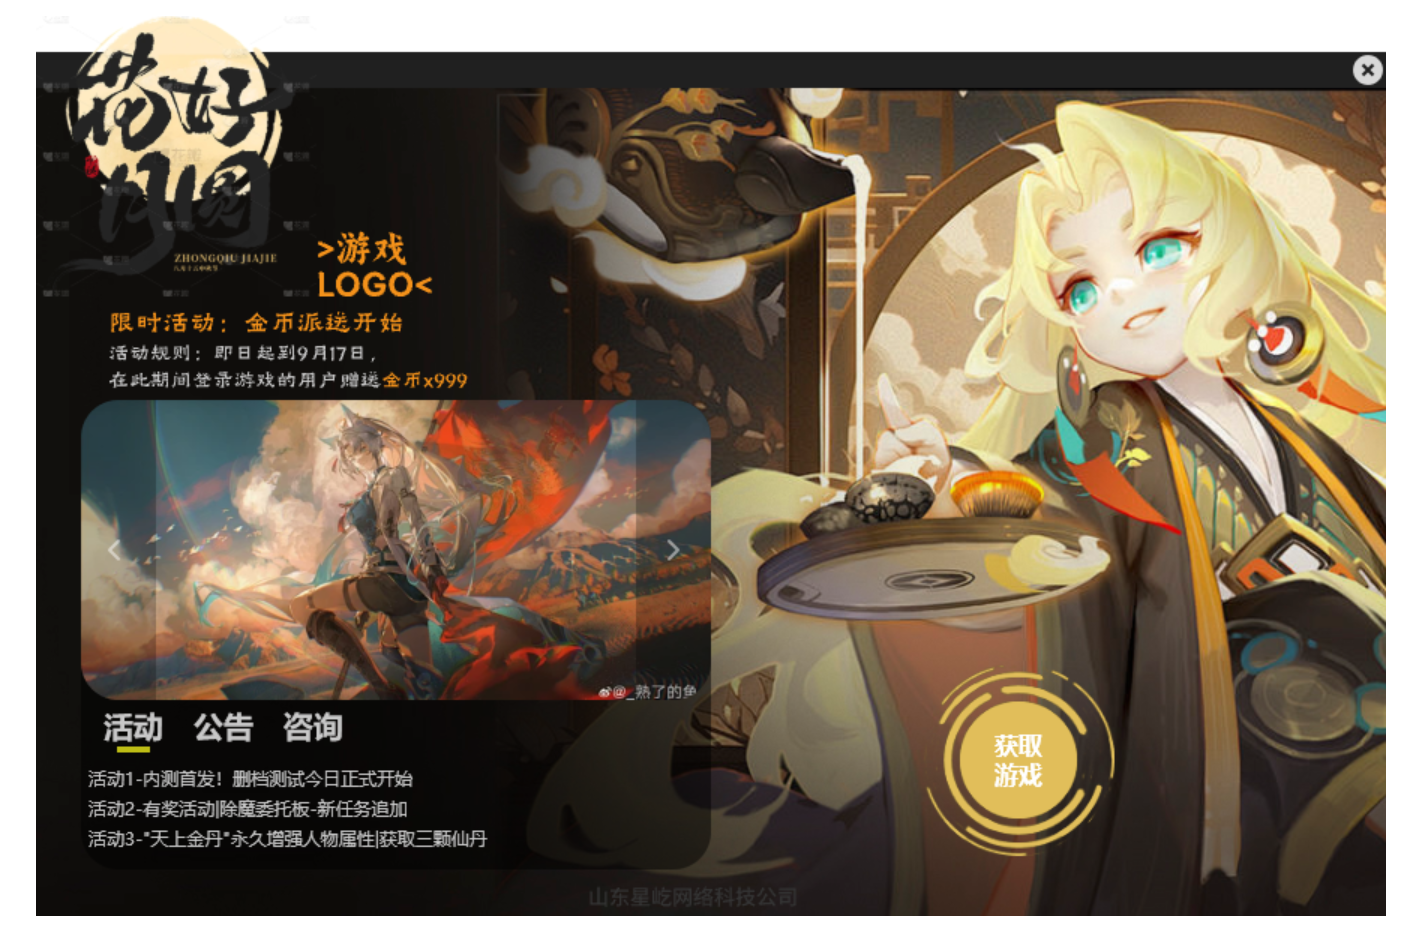 花好
月圆
ZHONGQIU JIAJIE
>游戏
LOGO<
限时活动：金币派送开始
活动规则：即日起到9月17日，
在此期间登录游戏的用户赠送金币x999
@_熟了的鱼
活动 公告 咨询
活动1-内测首发！删档测试今日正式开始
活动2-有奖活动|除魔委托板-新任务追加
活动3-"天上金丹"永久增强人物属性|获取三颗仙丹
获取
游戏
山东星屹网络科技公司